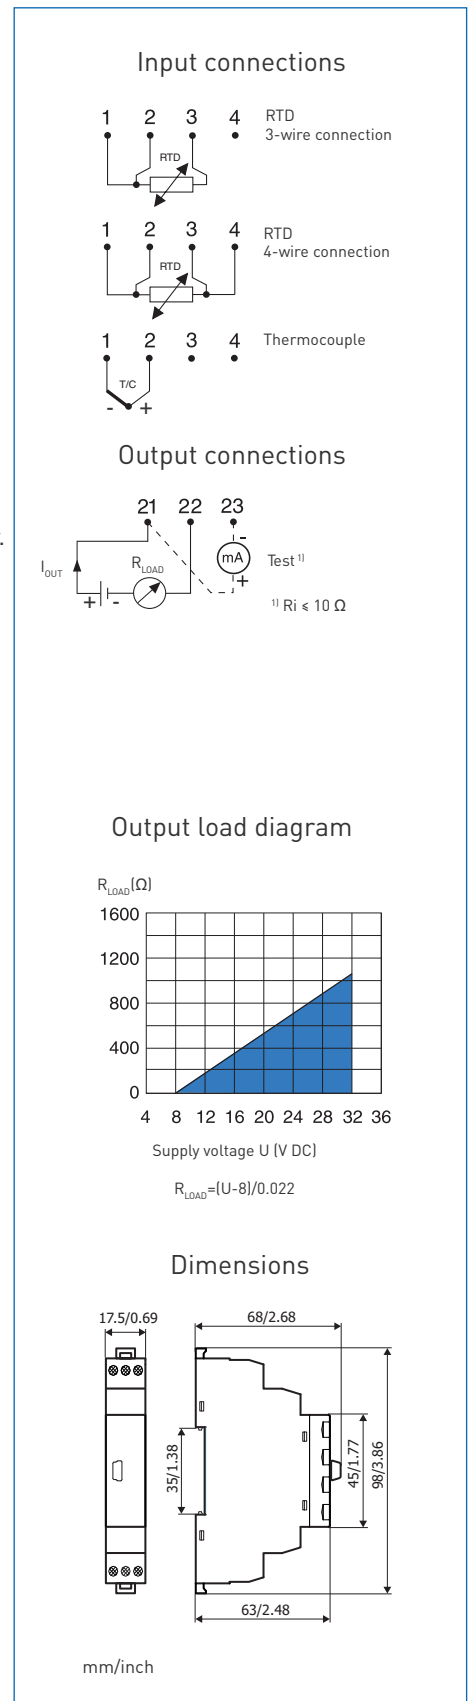 Input connections
1 2 3 4 RTD
3-wire connection
RTD
1 2 3 4 RTD
4-wire connection
RTD
1 2 3 4 Thermocouple
T/C
- +
Output connections
21 22 23
-
IOUT RLOAD mA Test 1)
+
+ - 1) Ri ≤ 10 Ω
Output load diagram
RLOAD(Ω)
1600
1200
800
400
0
4 8 12 16 20 24 28 32 36
Supply voltage U (V DC)
RLOAD=(U-8)/0.022
Dimensions
17.5/0.69 68/2.68
35/1.38 45/1.77 98/3.86
63/2.48
mm/inch